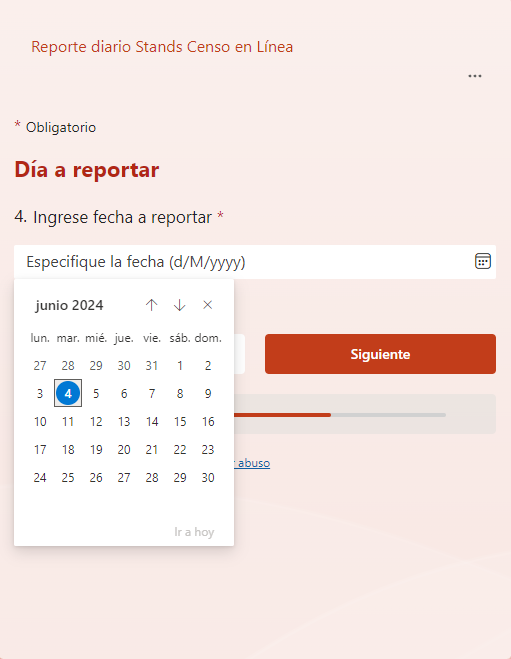 Reporte diario Stands Censo en Línea
...
* Obligatorio
Día a reportar
4. Ingrese fecha a reportar *
Especifique la fecha (d/M/yyyy)
junio 2024
lun. mar. mié. jue. vie. sáb. dom.
27 28 29 30 31 1 2
3 4 5 6 7 8 9
10 11 12 13 14 15 16
17 18 19 20 21 22 23
24 25 26 27 28 29 30
Ir a hoy
Siguiente
abuso